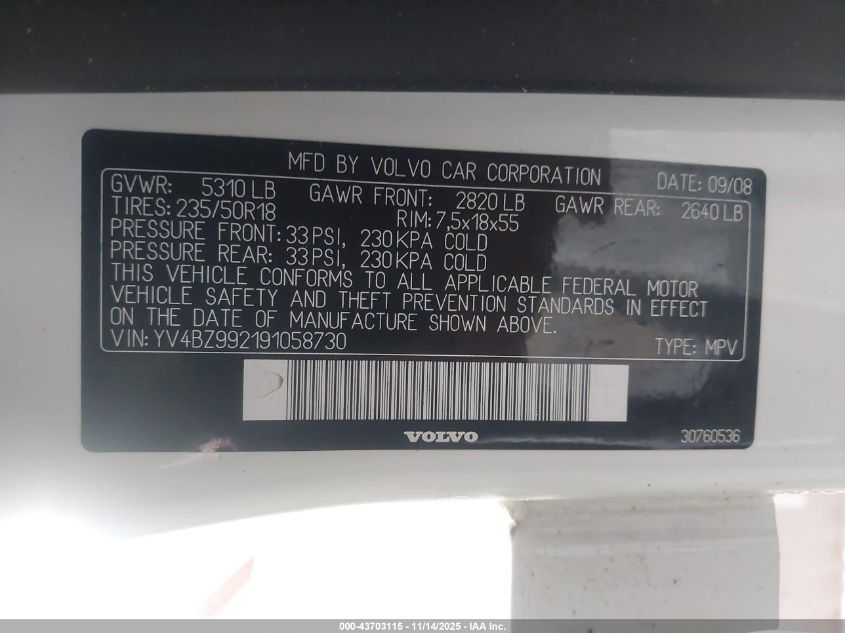 MFD BY VOLVO CAR CORPORATION DATE: 09/08
GVWR: 5310 LB GAWR FRONT: 2820 LB GAWR REAR: 2640 LB
TIRES: 235/50R18 RIM: 7,5x18x55
PRESSURE FRONT: 33 PSI, 230 KPA COLD
PRESSURE REAR: 33 PSI, 230 KPA COLD
THIS VEHICLE CONFORMS TO ALL APPLICABLE FEDERAL MOTOR
VEHICLE SAFETY AND THEFT PREVENTION STANDARDS IN EFFECT
ON THE DATE OF MANUFACTURE SHOWN ABOVE.
VIN: YV4BZ992191058730 TYPE: MPV
VOLVO 30760536
000-43703115 - 11/14/2025 - IAA Inc.